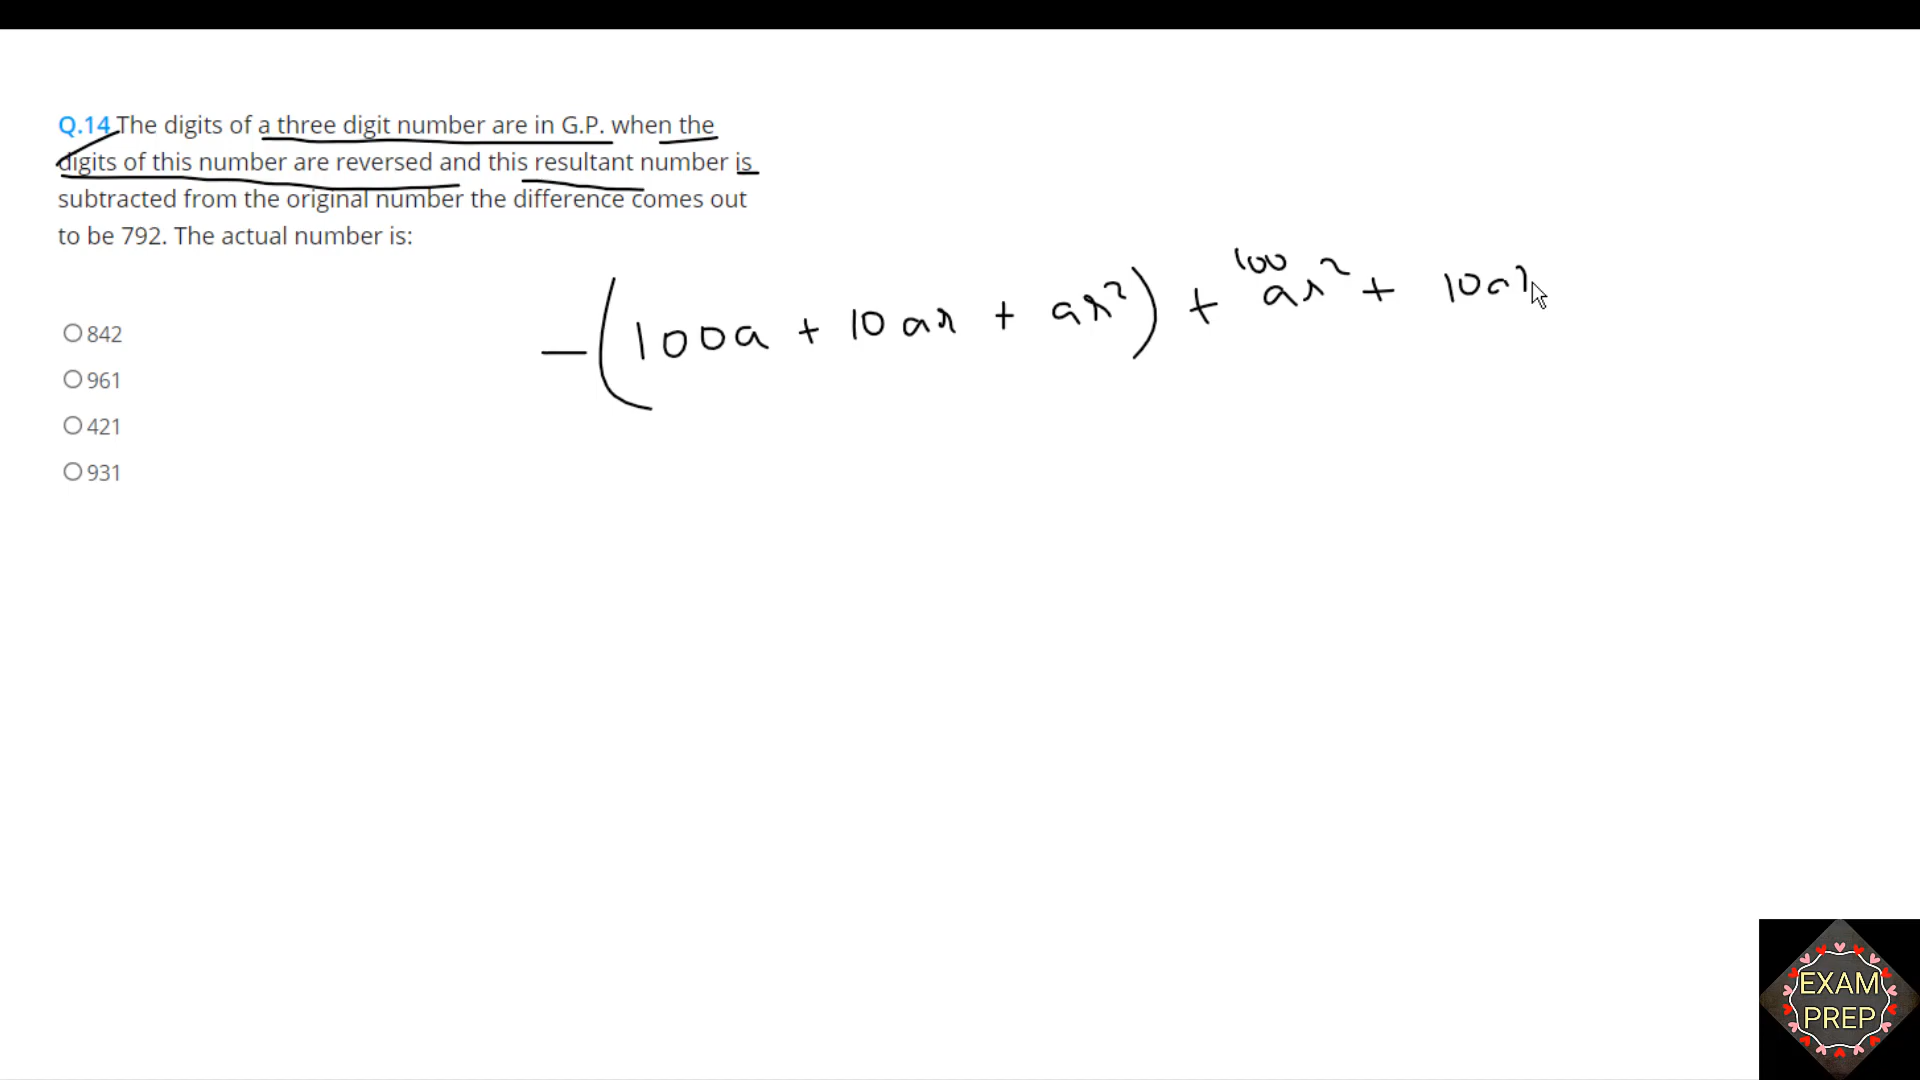 Q.14 The digits of a three digit number are in G.P. when the
digits of this number are reversed and this resultant number is
subtracted from the original number the difference comes out
to be 792. The actual number is:
−(100a + 10ar + ar²) + 100ar² + 10ar
842
961
421
931
EXAM
PREP